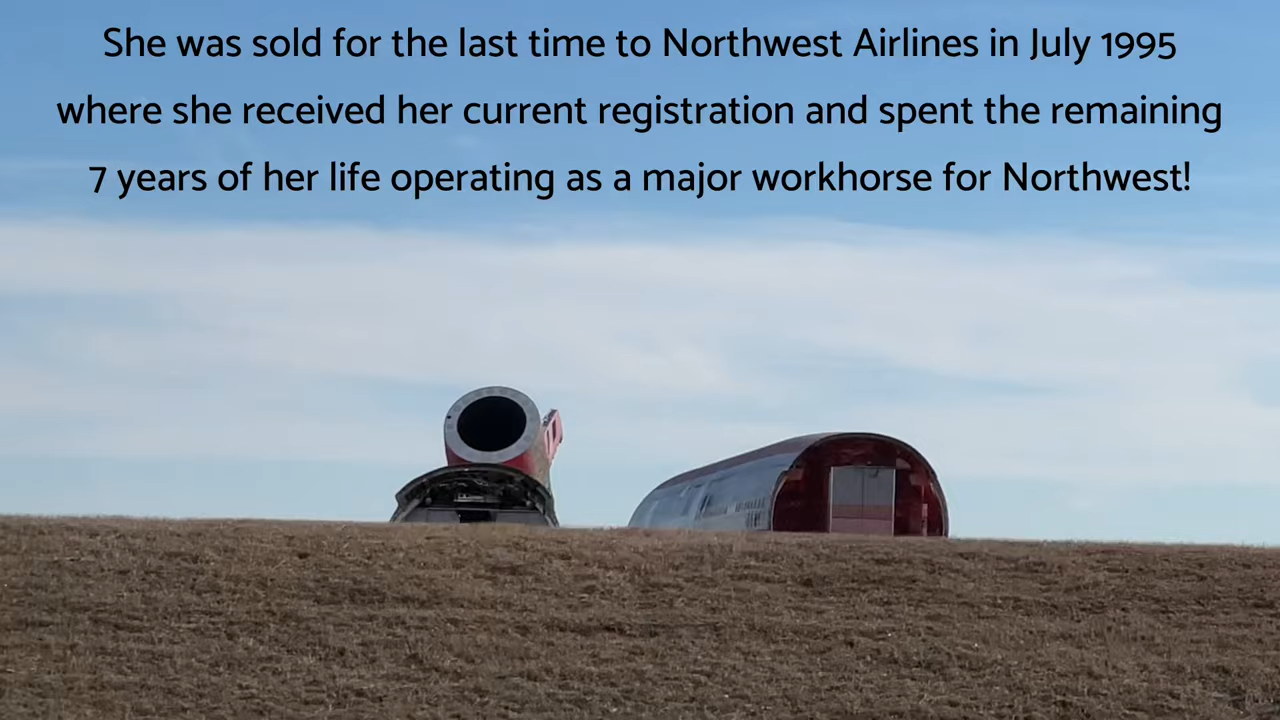 She was sold for the last time to Northwest Airlines in July 1995
where she received her current registration and spent the remaining
7 years of her life operating as a major workhorse for Northwest!